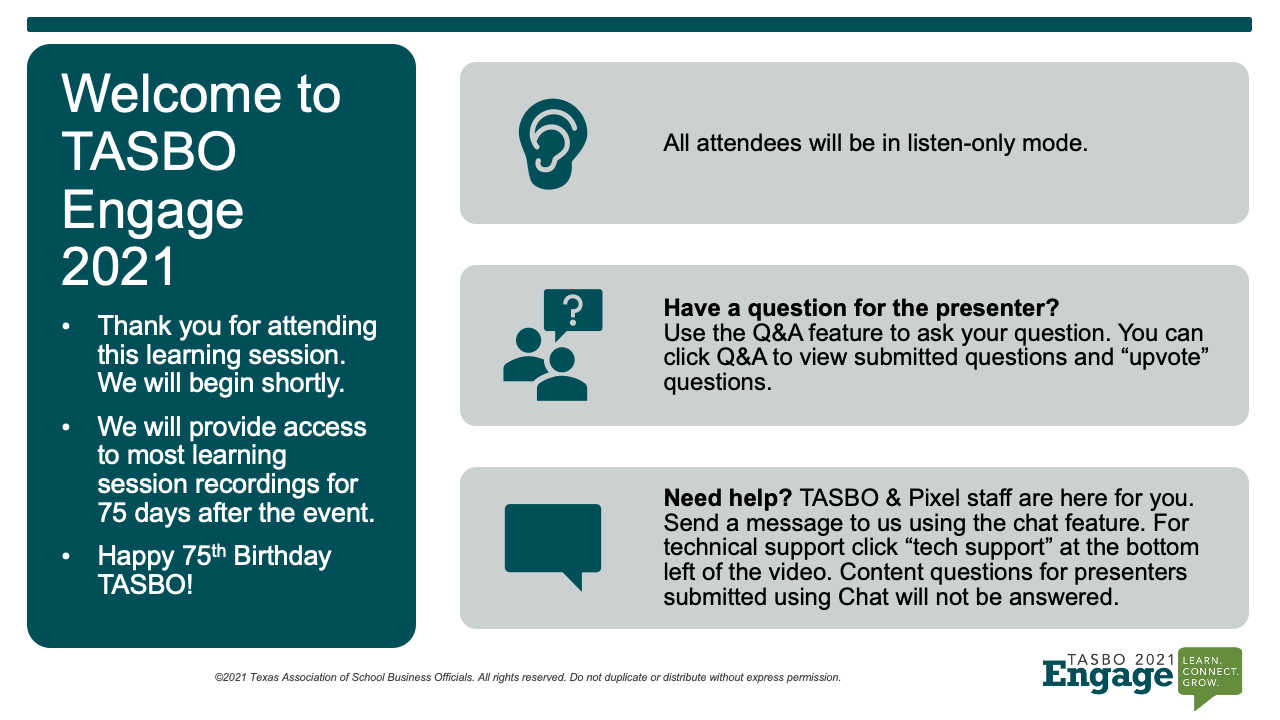 Welcome to
TASBO
Engage
2021
• Thank you for attending
this learning session.
We will begin shortly.
• We will provide access
to most learning
session recordings for
75 days after the event.
• Happy 75th Birthday
TASBO!
All attendees will be in listen-only mode.
?
Have a question for the presenter?
Use the Q&A feature to ask your question. You can
click Q&A to view submitted questions and “upvote”
questions.
Need help? TASBO & Pixel staff are here for you.
Send a message to us using the chat feature. For
technical support click “tech support” at the bottom
left of the video. Content questions for presenters
submitted using Chat will not be answered.
©2021 Texas Association of School Business Officials. All rights reserved. Do not duplicate or distribute without express permission.
TASBO 2021
Engage
LEARN.
CONNECT.
GROW.